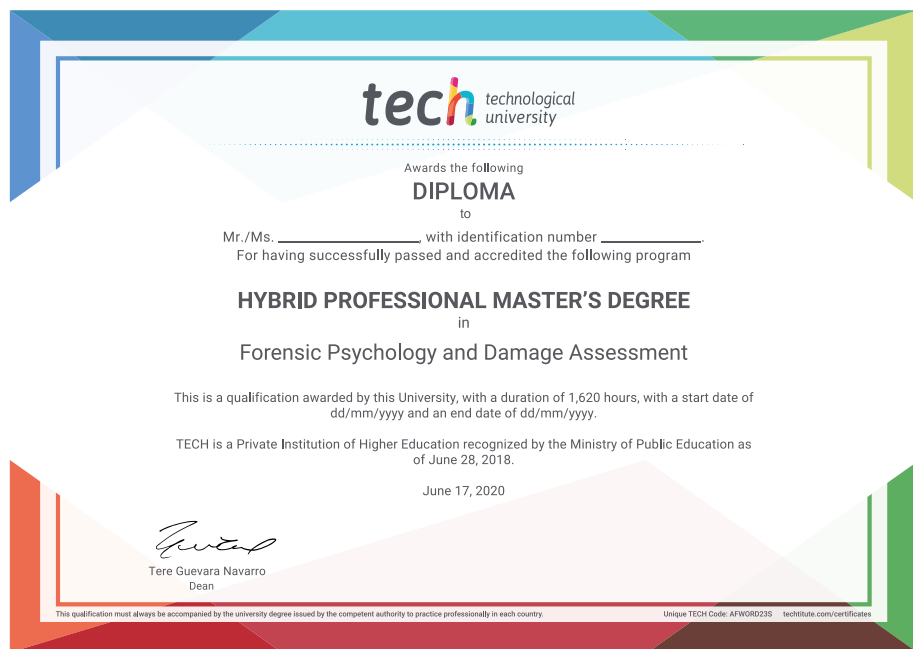 tech technological
university
Awards the following
DIPLOMA
to
Mr./Ms. ____________, with identification number ____________.
For having successfully passed and accredited the following program
HYBRID PROFESSIONAL MASTER'S DEGREE
in
Forensic Psychology and Damage Assessment
This is a qualification awarded by this University, with a duration of 1,620 hours, with a start date of
dd/mm/yyyy and an end date of dd/mm/yyyy.
TECH is a Private Institution of Higher Education recognized by the Ministry of Public Education as
of June 28, 2018.
June 17, 2020
Tere Guevara Navarro
Dean
This qualification must always be accompanied by the university degree issued by the competent authority to practice professionally in each country.
Unique TECH Code: AFWORD23S techtitute.com/certificates